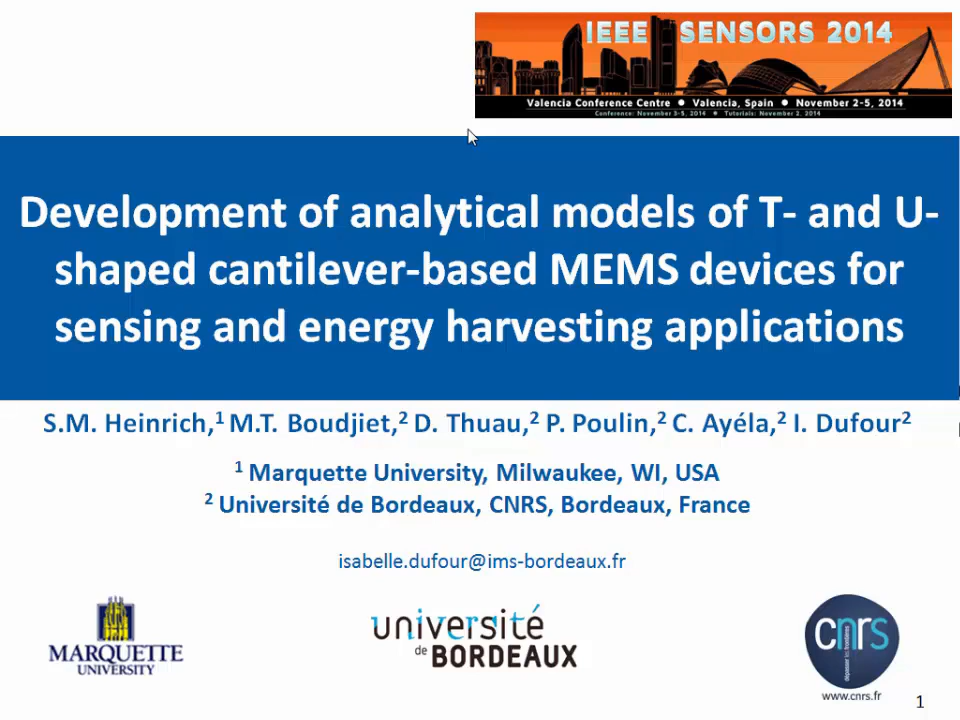 IEEE SENSORS 2014
Valencia Conference Centre ● Valencia, Spain ● November 2-5, 2014
Conference: November 3-5, 2014 ● Tutorials: November 2, 2014
Development of analytical models of T- and U-
shaped cantilever-based MEMS devices for
sensing and energy harvesting applications
S.M. Heinrich,¹ M.T. Boudjiet,² D. Thuau,² P. Poulin,² C. Ayéla,² I. Dufour²
¹ Marquette University, Milwaukee, WI, USA
² Université de Bordeaux, CNRS, Bordeaux, France
isabelle.dufour@ims-bordeaux.fr
MARQUETTE
UNIVERSITY
université
de BORDEAUX
cnrs
dépasser les frontières
www.cnrs.fr
1